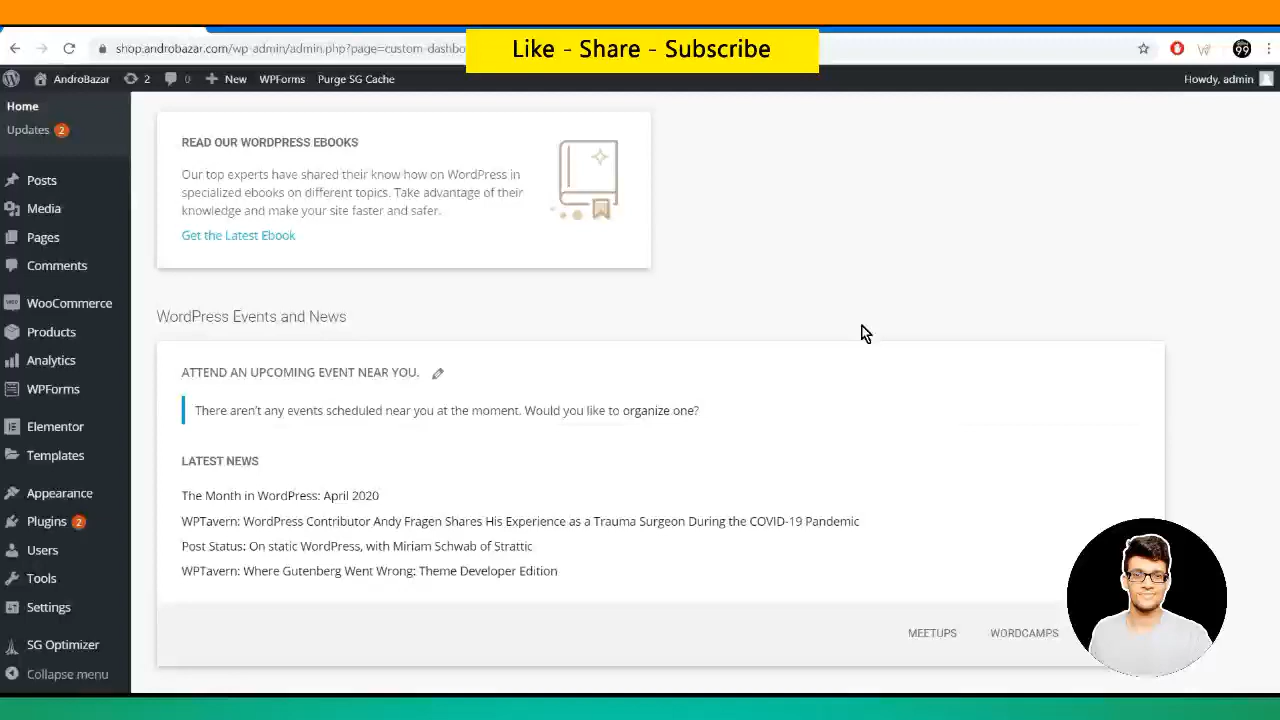 Like - Share - Subscribe
shop.androbazar.com/wp-admin/admin.php?page=custom-dashbo
99
AndroBazar 2 0 New WPForms Purge SG Cache Howdy, admin
Home
Updates 2
Posts
Media
Pages
Comments
WooCommerce
Products
Analytics
WPForms
Elementor
Templates
Appearance
Plugins 2
Users
Tools
Settings
SG Optimizer
Collapse menu
READ OUR WORDPRESS EBOOKS
Our top experts have shared their know how on WordPress in
specialized ebooks on different topics. Take advantage of their
knowledge and make your site faster and safer.
Get the Latest Ebook
WordPress Events and News
ATTEND AN UPCOMING EVENT NEAR YOU.
There aren't any events scheduled near you at the moment. Would you like to organize one?
LATEST NEWS
The Month in WordPress: April 2020
WPTavern: WordPress Contributor Andy Fragen Shares His Experience as a Trauma Surgeon During the COVID-19 Pandemic
Post Status: On static WordPress, with Miriam Schwab of Strattic
WPTavern: Where Gutenberg Went Wrong: Theme Developer Edition
MEETUPS WORDCAMPS